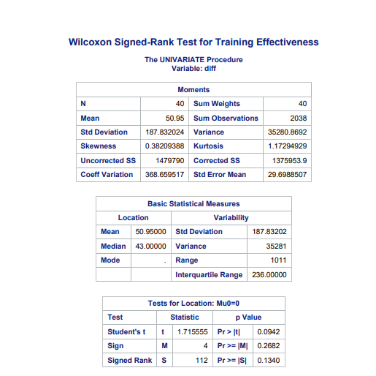 Wilcoxon Signed-Rank Test for Training Effectiveness
The UNIVARIATE Procedure
Variable: diff
Moments
N 40 Sum Weights 40
Mean 50.95 Sum Observations 2038
Std Deviation 187.832024 Variance 35280.8692
Skewness 0.38209388 Kurtosis 1.17294929
Uncorrected SS 1479790 Corrected SS 1375953.9
Coeff Variation 368.659517 Std Error Mean 29.6988507
Basic Statistical Measures
Location Variability
Mean 50.95000 Std Deviation 187.83202
Median 43.00000 Variance 35281
Mode . Range 1011
Interquartile Range 236.00000
Tests for Location: Mu0=0
Test Statistic p Value
Student's t t 1.715555 Pr > |t| 0.0942
Sign M 4 Pr >= |M| 0.2682
Signed Rank S 112 Pr >= |S| 0.1340